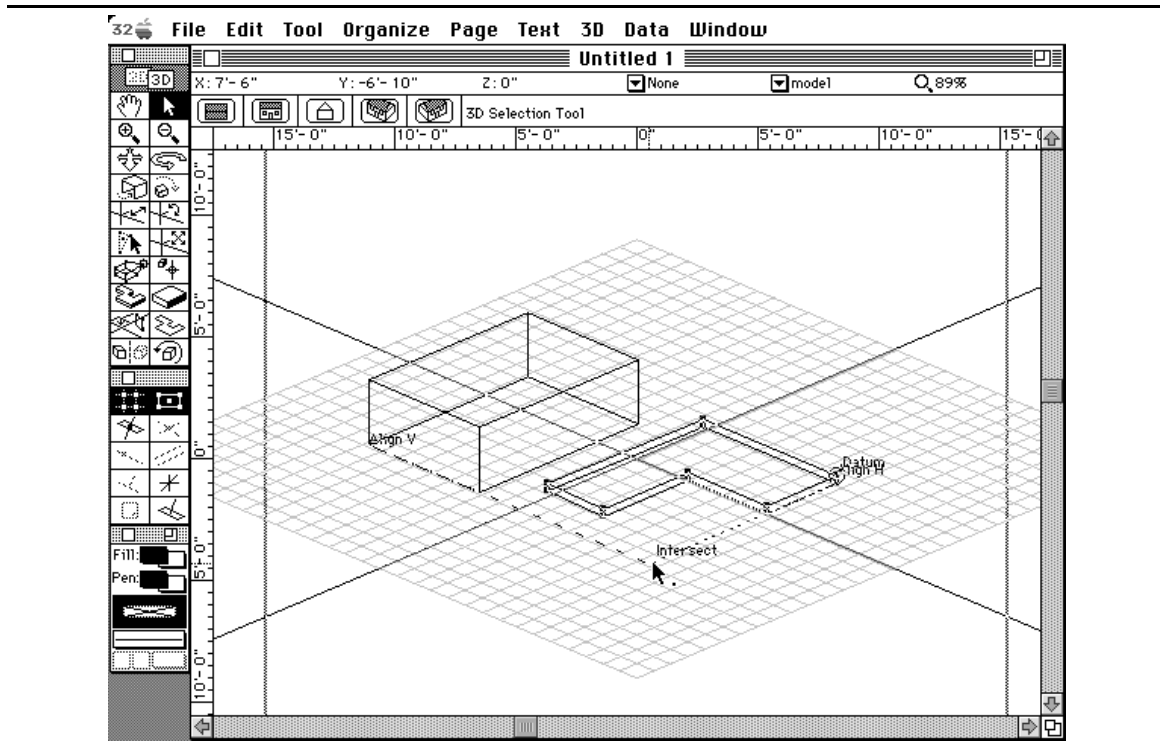 32 File Edit Tool Organize Page Text 3D Data Window
Untitled 1
3D
X: 7'- 6" Y: -6'- 10" Z: 0" None model 89%
3D Selection Tool
15'- 0" 10'- 0" 5'- 0" 0" 5'- 0" 10'- 0" 15'-
10'- 0"
5'- 0"
0"
5'- 0"
10'- 0"
Align V
Datum
Intersect
Fill:
Pen: